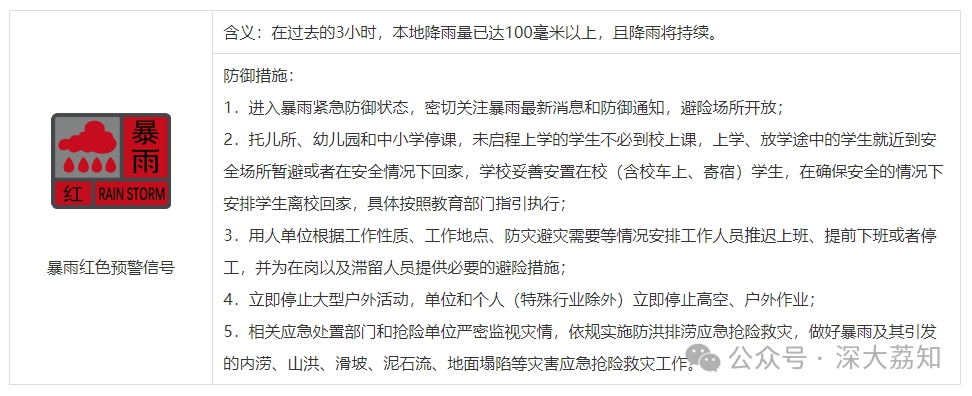 暴雨
红
RAIN STORM
暴雨红色预警信号
含义：在过去的3小时，本地降雨量已达100毫米以上，且降雨将持续。
防御措施：
1．进入暴雨紧急防御状态，密切关注暴雨最新消息和防御通知，避险场所开放；
2．托儿所、幼儿园和中小学停课，未启程上学的学生不必到校上课，上学、放学途中的学生就近到安
全场所暂避或者在安全情况下回家，学校妥善安置在校（含校车上、寄宿）学生，在确保安全的情况下
安排学生离校回家，具体按照教育部门指引执行；
3．用人单位根据工作性质、工作地点、防灾避灾需要等情况安排工作人员推迟上班、提前下班或者停
工，并为在岗以及滞留人员提供必要的避险措施；
4．立即停止大型户外活动，单位和个人（特殊行业除外）立即停止高空、户外作业；
5．相关应急处置部门和抢险单位严密监视灾情，依规实施防洪排涝应急抢险救灾，做好暴雨及其引发
的内涝、山洪、滑坡、泥石流、地面塌陷等灾害应急抢险救灾工作。
公众号 · 深大荔知